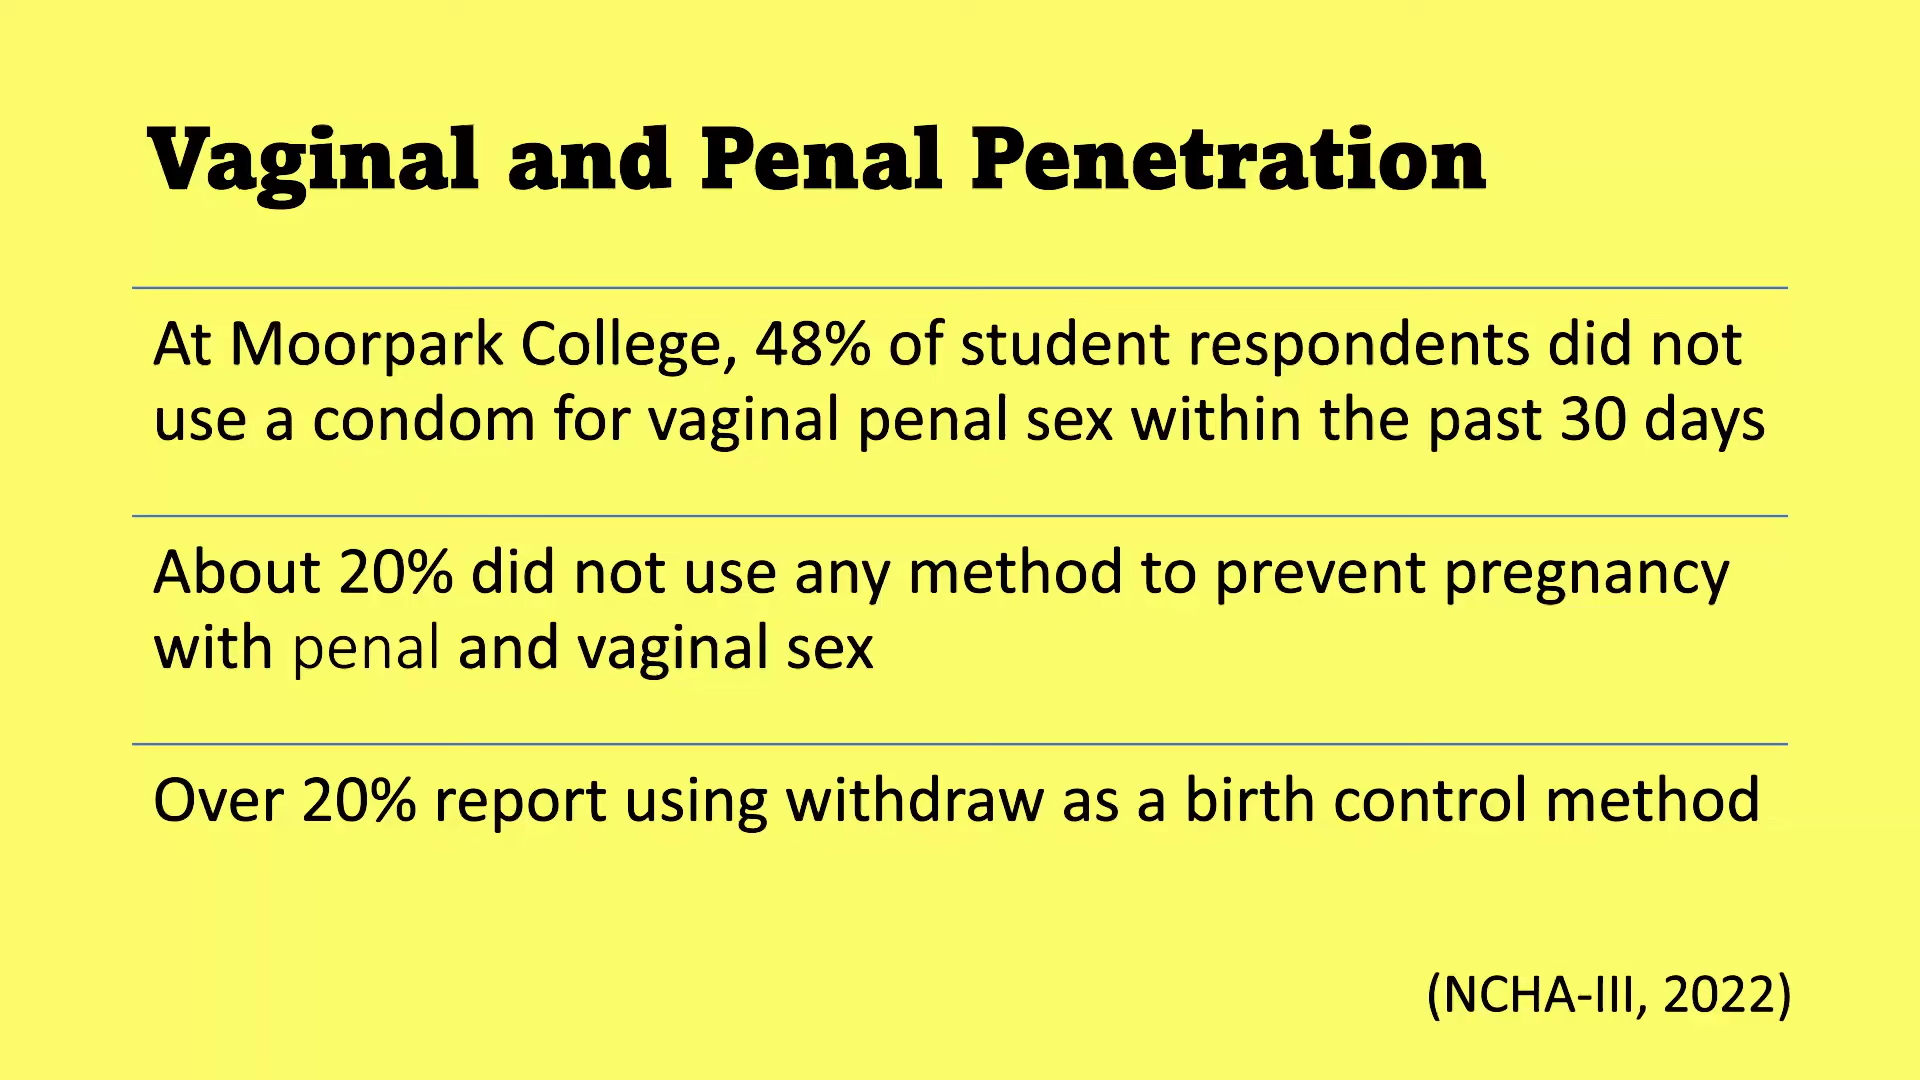 Vaginal and Penal Penetration
At Moorpark College, 48% of student respondents did not
use a condom for vaginal penal sex within the past 30 days
About 20% did not use any method to prevent pregnancy
with penal and vaginal sex
Over 20% report using withdraw as a birth control method
(NCHA-III, 2022)